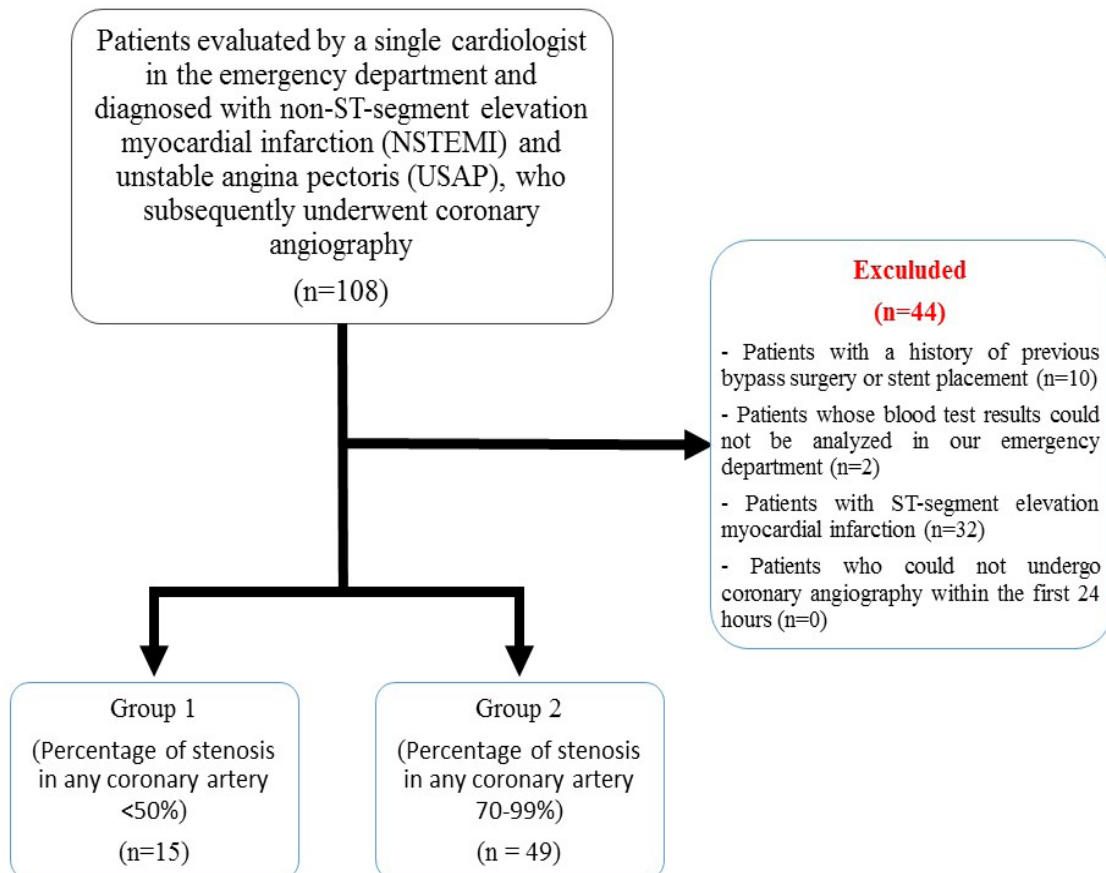 Patients evaluated by a single cardiologist
in the emergency department and
diagnosed with non-ST-segment elevation
myocardial infarction (NSTEMI) and
unstable angina pectoris (USAP), who
subsequently underwent coronary
angiography
(n=108)
Exculuded
(n=44)
- Patients with a history of previous
bypass surgery or stent placement (n=10)
- Patients whose blood test results could
not be analyzed in our emergency
department (n=2)
- Patients with ST-segment elevation
myocardial infarction (n=32)
- Patients who could not undergo
coronary angiography within the first 24
hours (n=0)
Group 1
(Percentage of stenosis
in any coronary artery
<50%)
(n=15)
Group 2
(Percentage of stenosis
in any coronary artery
70-99%)
(n = 49)